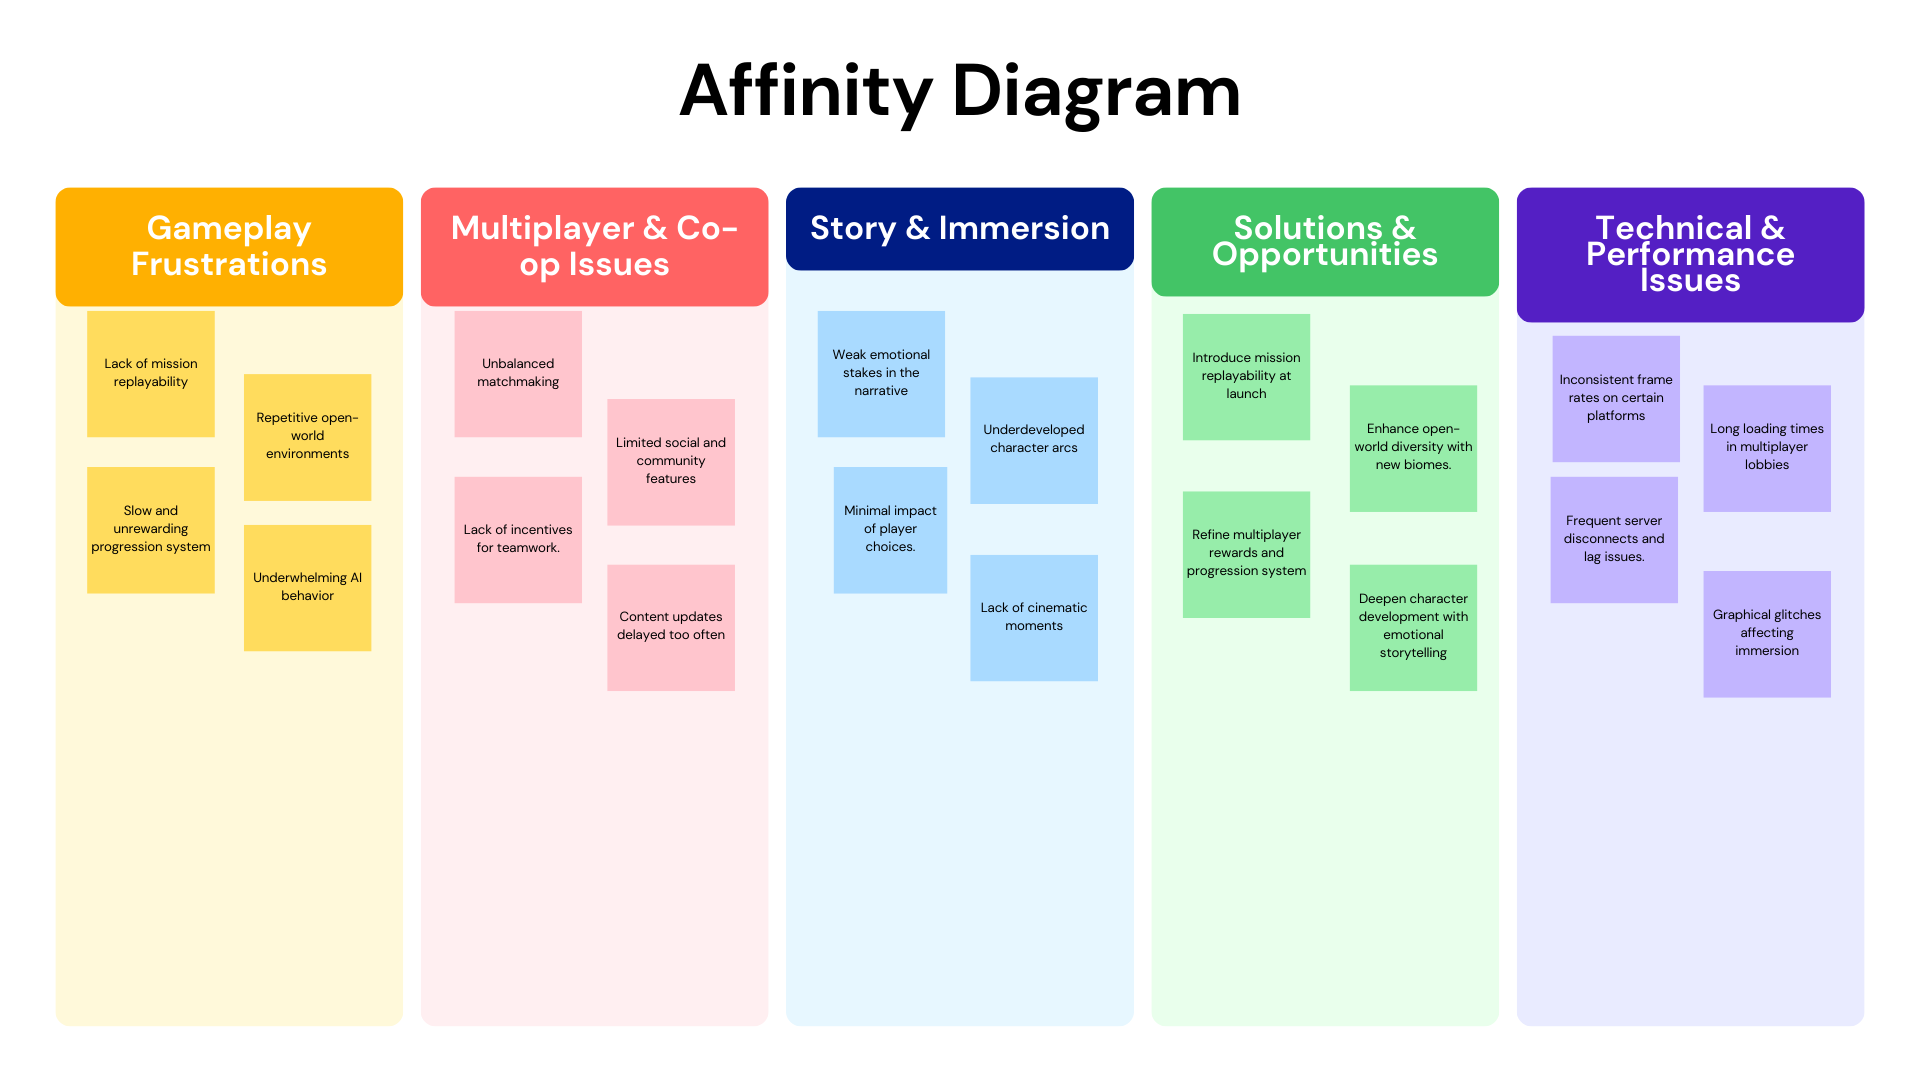 Affinity Diagram
Gameplay
Frustrations
Lack of mission
replayability
Repetitive open-
world
environments
Slow and
unrewarding
progression system
Underwhelming AI
behavior
Multiplayer & Co-
op Issues
Unbalanced
matchmaking
Limited social and
community
features
Lack of incentives
for teamwork.
Content updates
delayed too often
Story & Immersion
Weak emotional
stakes in the
narrative
Underdeveloped
character arcs
Minimal impact
of player
choices.
Lack of cinematic
moments
Solutions &
Opportunities
Introduce mission
replayability at
launch
Enhance open-
world diversity with
new biomes.
Refine multiplayer
rewards and
progression system
Deepen character
development with
emotional
storytelling
Technical &
Performance
Issues
Inconsistent frame
rates on certain
platforms
Long loading times
in multiplayer
lobbies
Frequent server
disconnects and
lag issues.
Graphical glitches
affecting
immersion